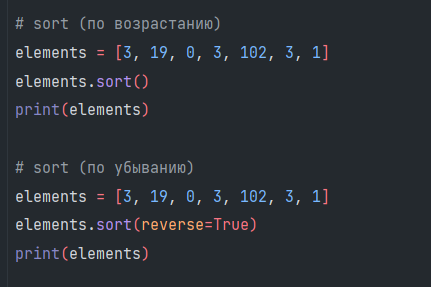 # sort (по возрастанию)
elements = [3, 19, 0, 3, 102, 3, 1]
elements.sort()
print(elements)
# sort (по убыванию)
elements = [3, 19, 0, 3, 102, 3, 1]
elements.sort(reverse=True)
print(elements)